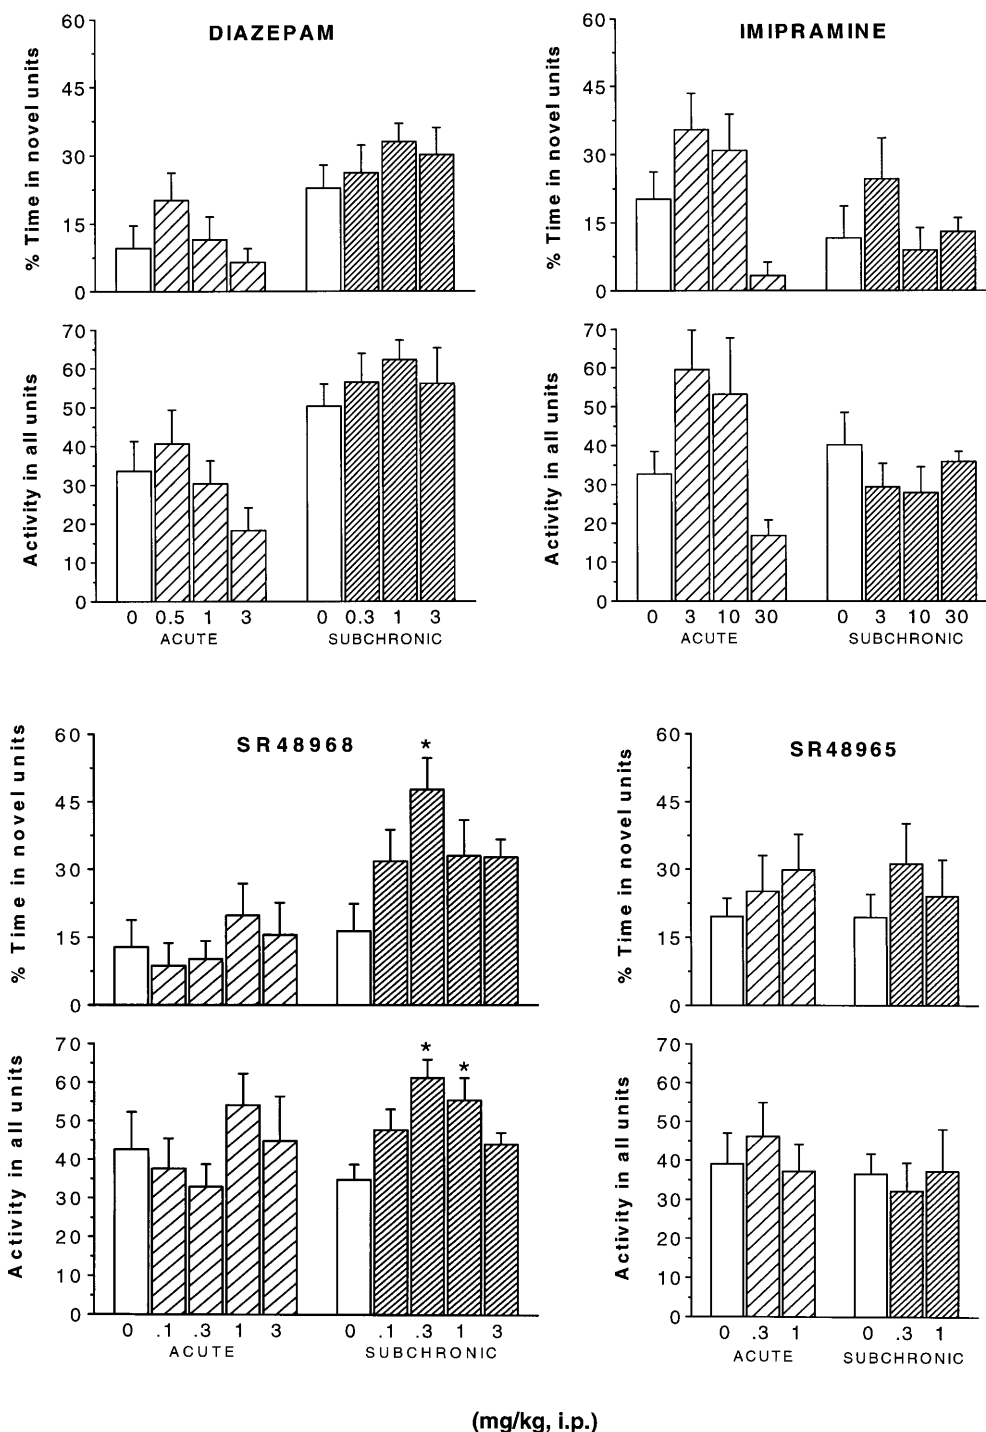 DIAZEPAM
% Time in novel units
60
45
30
15
0
Activity in all units
70
60
50
40
30
20
10
0
0 0.5 1 3 0 0.3 1 3
ACUTE SUBCHRONIC
IMIPRAMINE
% Time in novel units
60
45
30
15
0
Activity in all units
70
60
50
40
30
20
10
0
0 3 10 30 0 3 10 30
ACUTE SUBCHRONIC
SR48968
% Time in novel units
60
45
30
15
0
*
Activity in all units
70
60
50
40
30
20
10
0
* *
0 .1 .3 1 3 0 .1 .3 1 3
ACUTE SUBCHRONIC
SR48965
% Time in novel units
60
45
30
15
0
Activity in all units
70
60
50
40
30
20
10
0
0 .3 1 0 .3 1
ACUTE SUBCHRONIC
(mg/kg, i.p.)